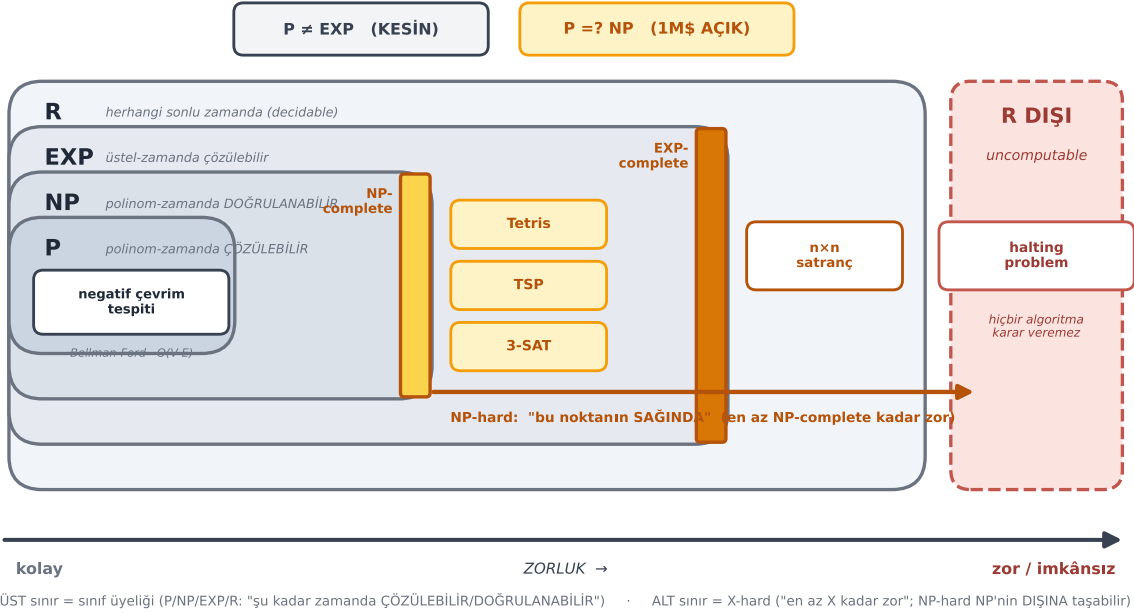 P ≠ EXP (KESİN)
P =? NP (1M$ AÇIK)
R herhangi sonlu zamanda (decidable)
R DIŞI
uncomputable
EXP üstel-zamanda çözülebilir
EXP-
complete
NP polinom-zamanda DOĞRULANABİLİR
NP-
complete
P polinom-zamanda ÇÖZÜLEBİLİR
negatif çevrim
tespiti
Bellman-Ford O(V·E)
Tetris
TSP
3-SAT
n×n
satranç
halting
problem
hiçbir algoritma
karar veremez
NP-hard: "bu noktanın SAĞINDA" (en az NP-complete kadar zor)
kolay
ZORLUK →
zor / imkânsız
ÜST sınır = sınıf üyeliği (P/NP/EXP/R: "şu kadar zamanda ÇÖZÜLEBİLİR/DOĞRULANABİLİR") · ALT sınır = X-hard ("en az X kadar zor"; NP-hard NP'nin DIŞINA taşabilir)